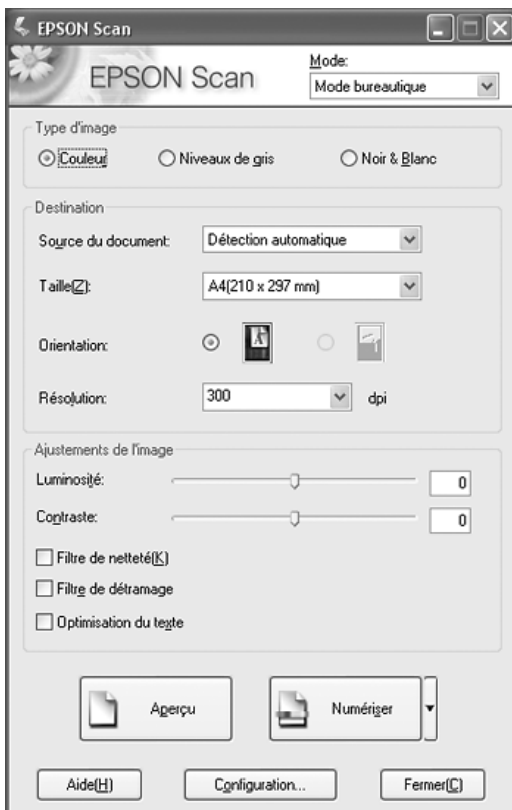 EPSON Scan
EPSON Scan
Mode:
Mode bureautique
Type d'image
Couleur Niveaux de gris Noir & Blanc
Destination
Source du document: Détection automatique
Taille(Z): A4(210 x 297 mm)
Orientation:
Résolution: 300 dpi
Ajustements de l'image
Luminosité: 0
Contraste: 0
Filtre de netteté(K)
Filtre de détramage
Optimisation du texte
Aperçu Numériser
Aide(H) Configuration... Fermer(C)